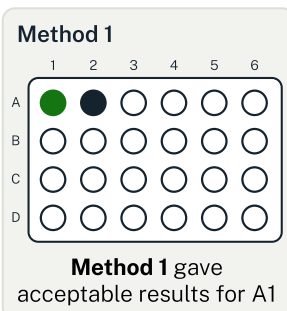 Method 1
1 2 3 4 5 6
A
B
C
D
Method 1 gave
acceptable results for A1